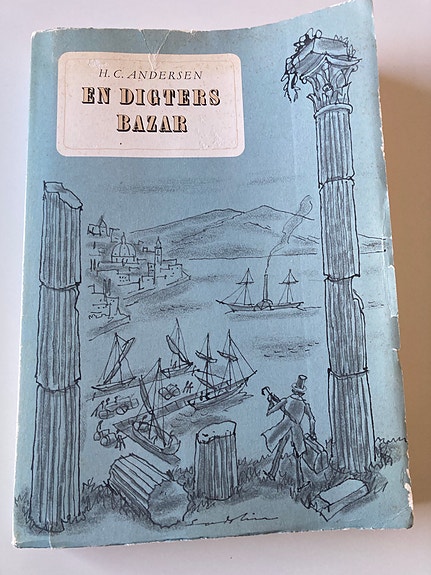 H. C. ANDERSEN
EN DIGTERS
BAZAR